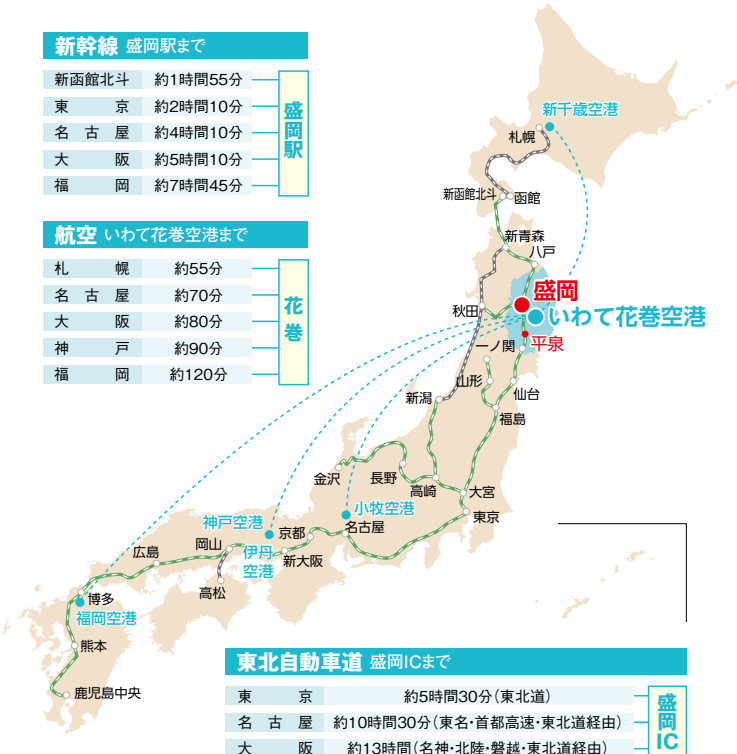 新幹線 盛岡駅まで
新函館北斗 約1時間55分
東京 約2時間10分
名古屋 約4時間10分
大阪 約5時間10分
福岡 約7時間45分
盛岡駅
航空 いわて花巻空港まで
札幌 約55分
名古屋 約70分
大阪 約80分
神戸 約90分
福岡 約120分
花巻
新千歳空港
札幌
新函館北斗
函館
新青森
八戸
盛岡
いわて花巻空港
秋田
平泉
一ノ関
山形
仙台
新潟
福島
金沢
長野
高崎
大宮
小牧空港
東京
神戸空港
名古屋
京都
岡山
伊丹
空港
広島
新大阪
高松
博多
福岡空港
熊本
鹿児島中央
東北自動車道 盛岡ICまで
東京 約5時間30分(東北道)
名古屋 約10時間30分(東名・首都高速・東北道経由)
大阪 約13時間(名神・北陸・磐越・東北道経由)
盛岡IC